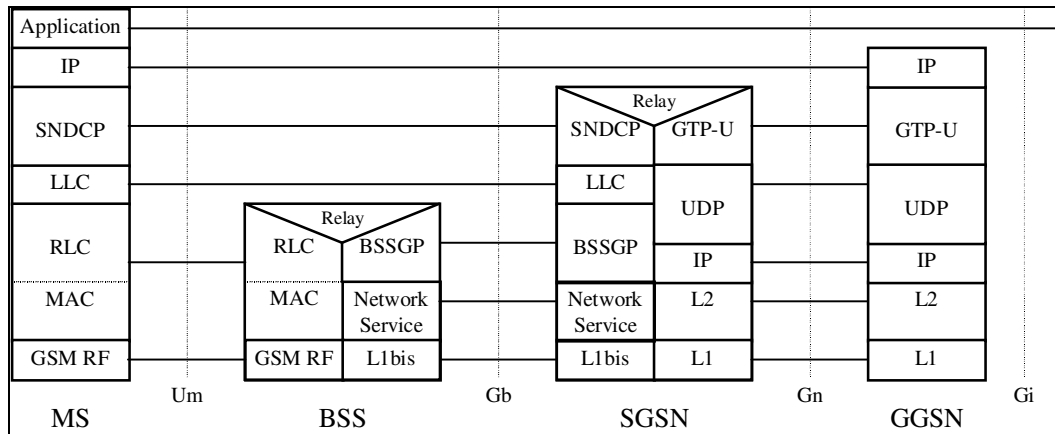 Application
IP
IP
Relay
SNDCP
SNDCP
GTP-U
GTP-U
LLC
LLC
UDP
UDP
Relay
RLC
RLC
BSSGP
BSSGP
IP
IP
MAC
MAC
Network
Service
Network
Service
L2
L2
GSM RF
GSM RF
L1bis
L1bis
L1
L1
Um
Gb
Gn
Gi
MS
BSS
SGSN
GGSN